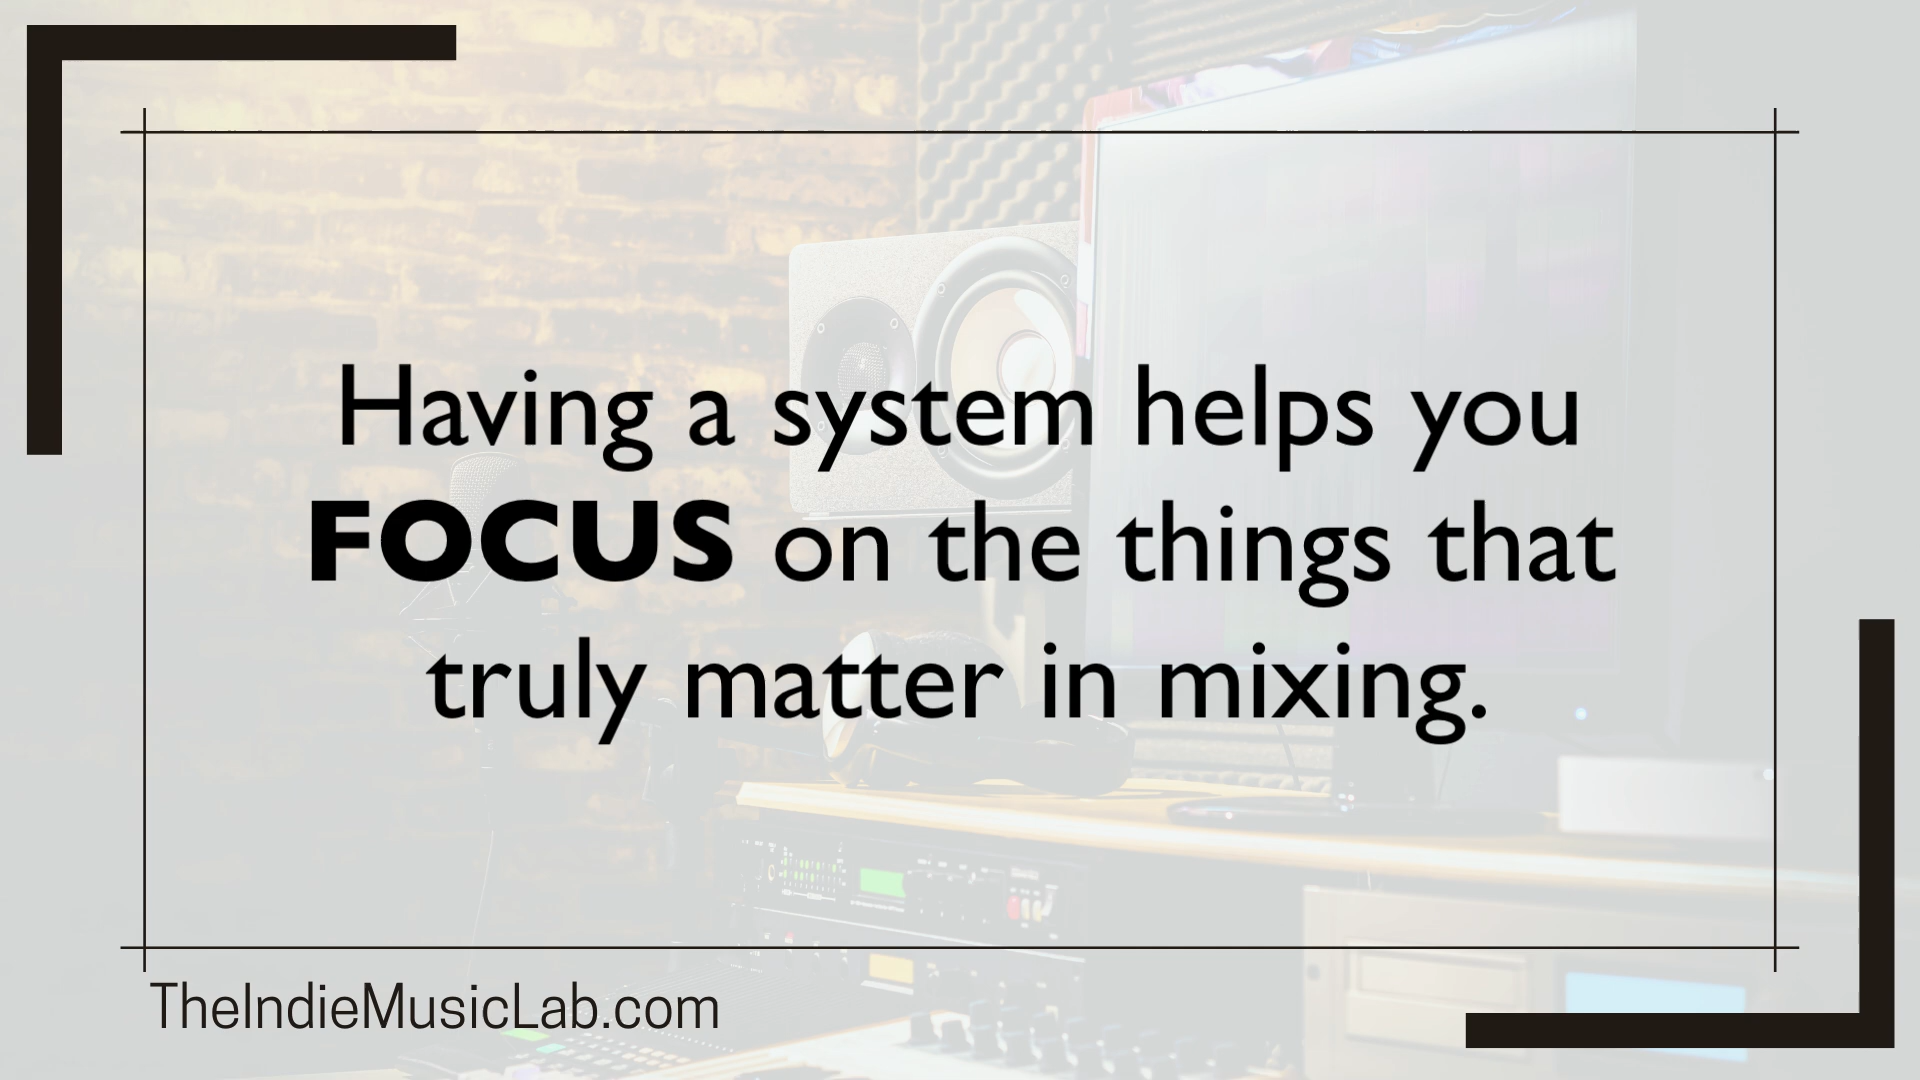 Having a system helps you
FOCUS on the things that
truly matter in mixing.
TheIndieMusicLab.com